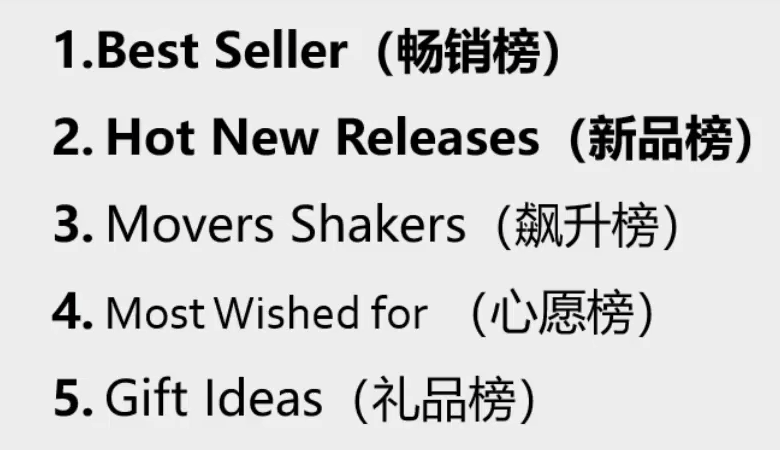 1.Best Seller（畅销榜）
2. Hot New Releases（新品榜）
3. Movers Shakers（飙升榜）
4. Most Wished for （心愿榜）
5. Gift Ideas（礼品榜）